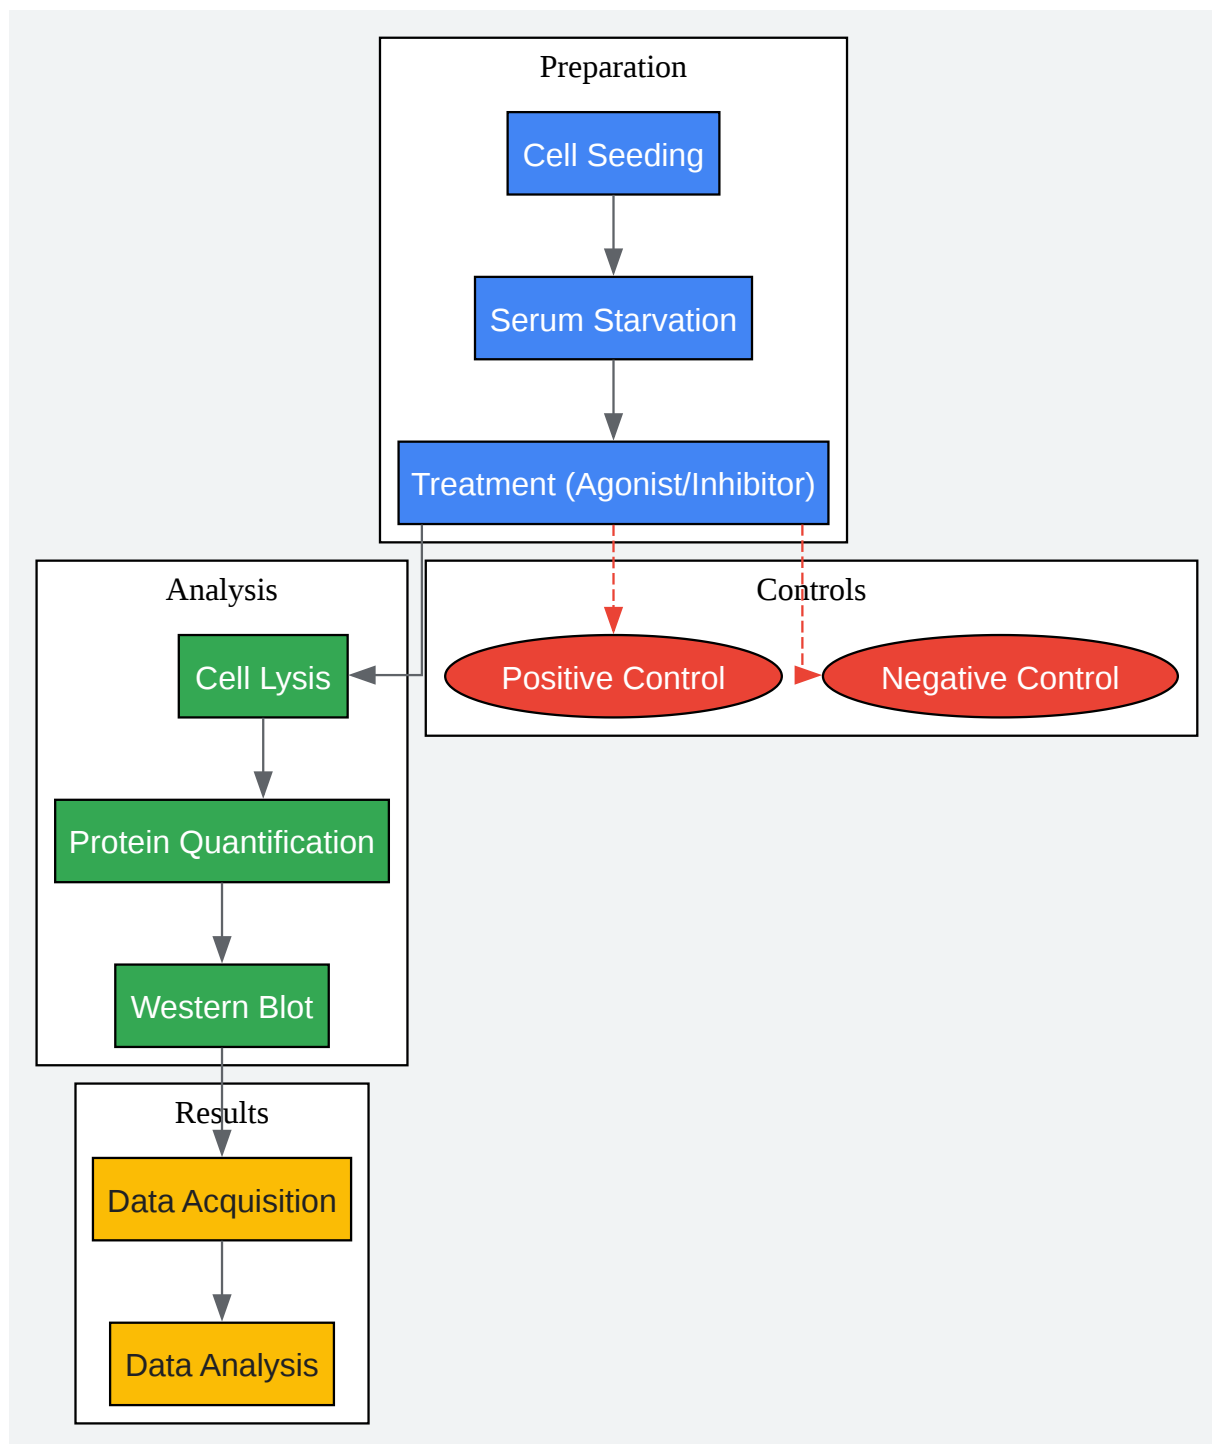 Preparation
Cell Seeding
Serum Starvation
Treatment (Agonist/Inhibitor)
Analysis
Cell Lysis
Protein Quantification
Western Blot
Controls
Positive Control
Negative Control
Results
Data Acquisition
Data Analysis